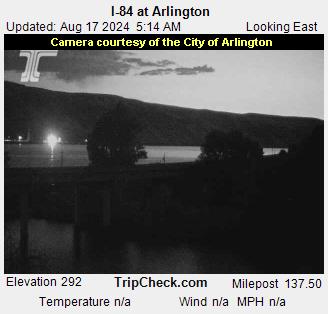 I-84 at Arlington
Updated: Aug 17 2024 5:14 AM Looking East
Camera courtesy of the City of Arlington
Elevation 292 TripCheck.com Milepost 137.50
Temperature n/a Wind n/a MPH n/a